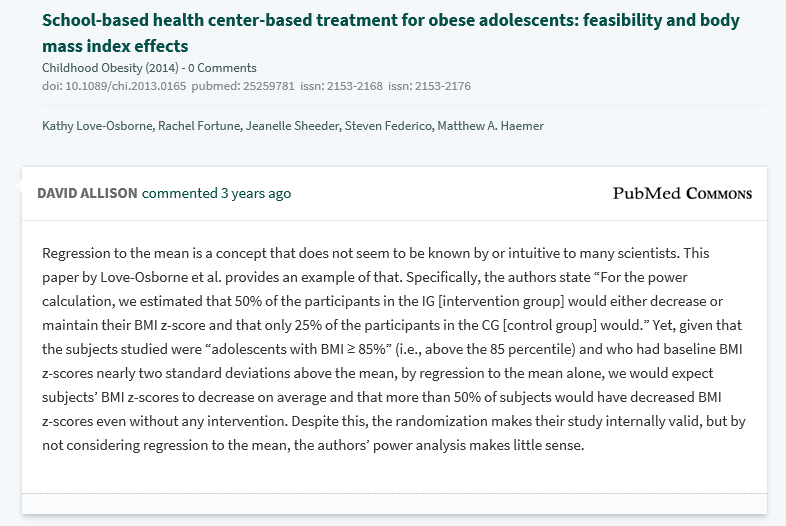 School-based health center-based treatment for obese adolescents: feasibility and body
mass index effects
Childhood Obesity (2014) - 0 Comments
doi: 10.1089/chi.2013.0165 pubmed: 25259781 issn: 2153-2168 issn: 2153-2176
Kathy Love-Osborne, Rachel Fortune, Jeanelle Sheeder, Steven Federico, Matthew A. Haemer
DAVID ALLISON commented 3 years ago
PubMed Commons
Regression to the mean is a concept that does not seem to be known by or intuitive to many scientists. This
paper by Love-Osborne et al. provides an example of that. Specifically, the authors state “For the power
calculation, we estimated that 50% of the participants in the IG [intervention group] would either decrease or
maintain their BMI z-score and that only 25% of the participants in the CG [control group] would.” Yet, given that
the subjects studied were “adolescents with BMI ≥ 85%” (i.e., above the 85 percentile) and who had baseline BMI
z-scores nearly two standard deviations above the mean, by regression to the mean alone, we would expect
subjects’ BMI z-scores to decrease on average and that more than 50% of subjects would have decreased BMI
z-scores even without any intervention. Despite this, the randomization makes their study internally valid, but by
not considering regression to the mean, the authors’ power analysis makes little sense.